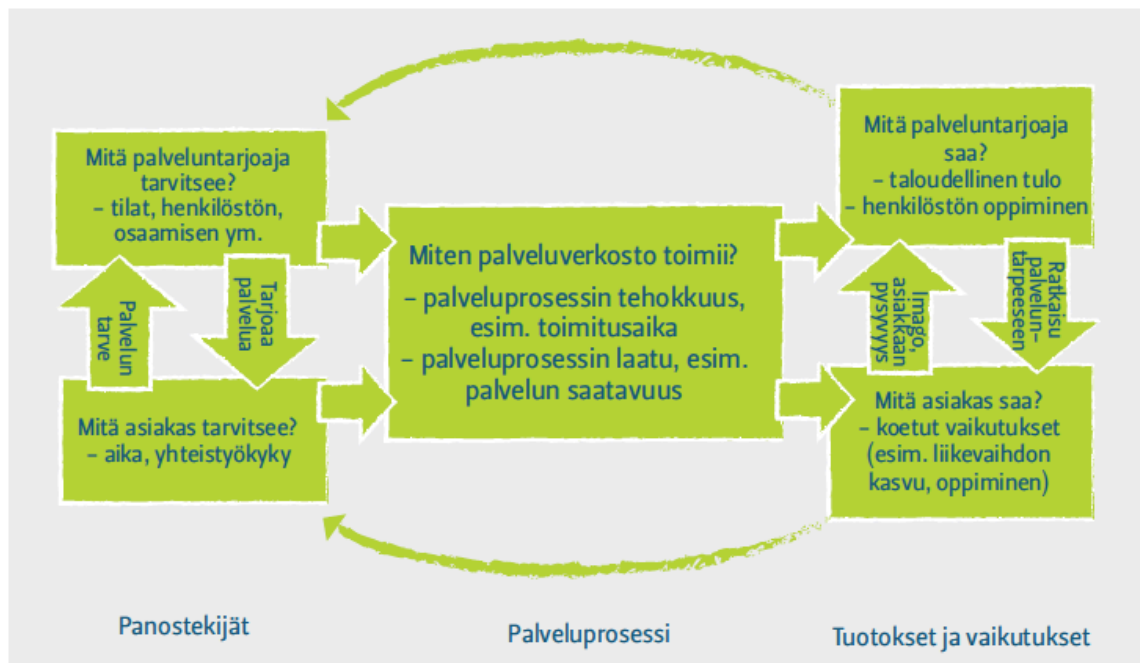 Mitä palveluntarjoaja
tarvitsee?
– tilat, henkilöstön,
osaamisen ym.
Palvelun
tarve
Tarjoaa
palvelua
Mitä asiakas tarvitsee?
– aika, yhteistyökyky
Miten palveluverkosto toimii?
– palveluprosessin tehokkuus,
esim. toimitusaika
– palveluprosessin laatu, esim.
palvelun saatavuus
Mitä palveluntarjoaja
saa?
– taloudellinen tulo
– henkilöstön oppiminen
Imago,
asiakkaan
pysyvyys
Ratkaisu
palvelun-
tarpeeseen
Mitä asiakas saa?
– koetut vaikutukset
(esim. liikevaihdon
kasvu, oppiminen)
Panostekijät
Palveluprosessi
Tuotokset ja vaikutukset